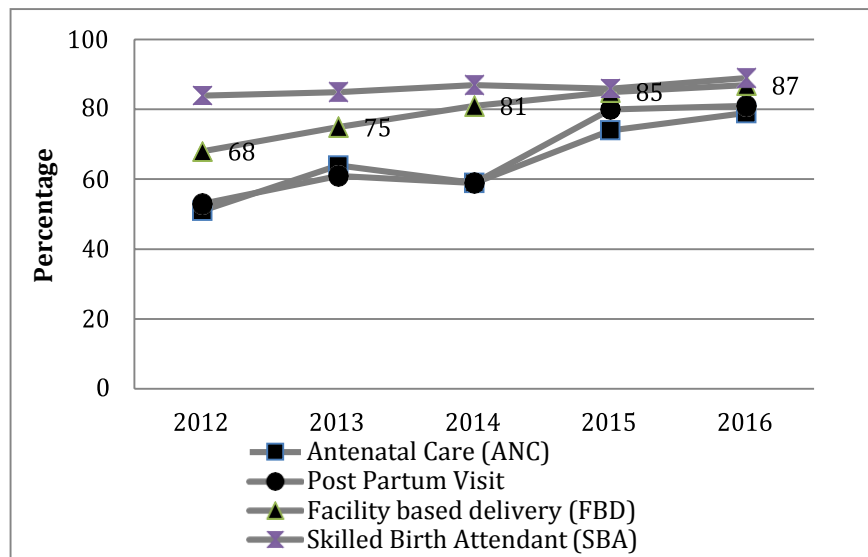 100
80
60
40
20
0
Percentage
68
75
81
85
87
2012 2013 2014 2015 2016
Antenatal Care (ANC)
Post Partum Visit
Facility based delivery (FBD)
Skilled Birth Attendant (SBA)